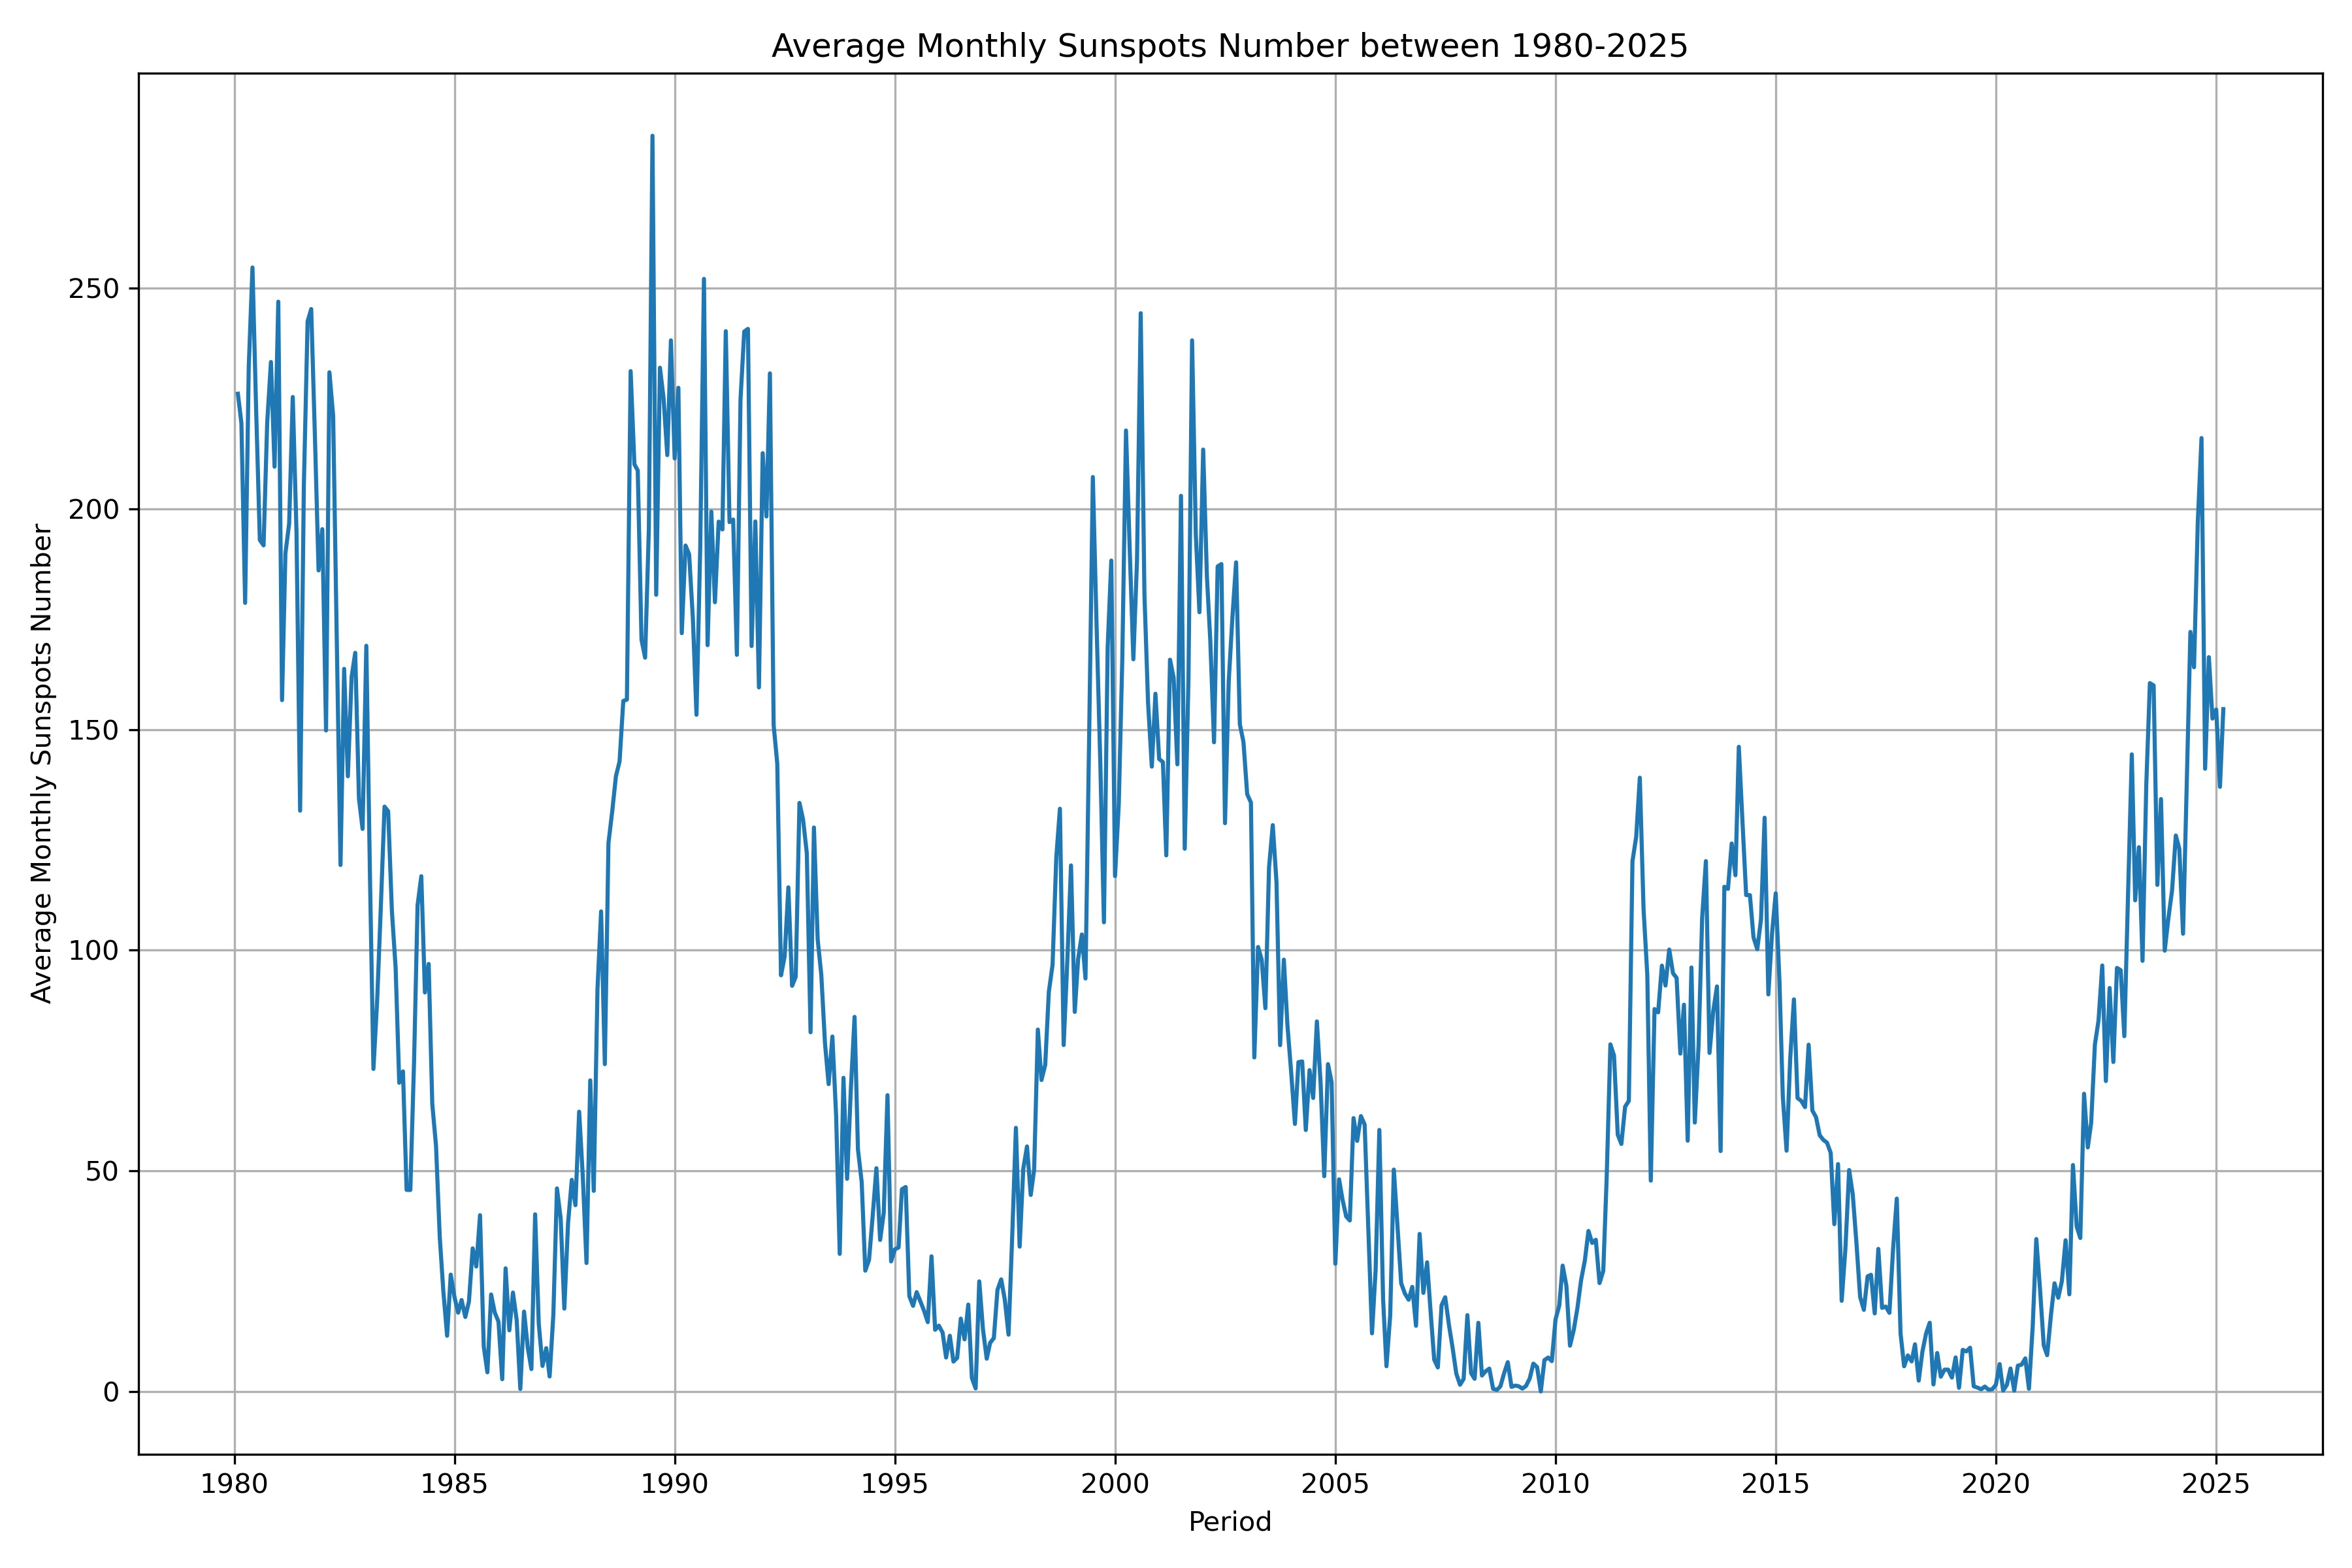 Average Monthly Sunspots Number between 1980-2025
Average Monthly Sunspots Number
250
200
150
100
50
0
1980 1985 1990 1995 2000 2005 2010 2015 2020 2025
Period